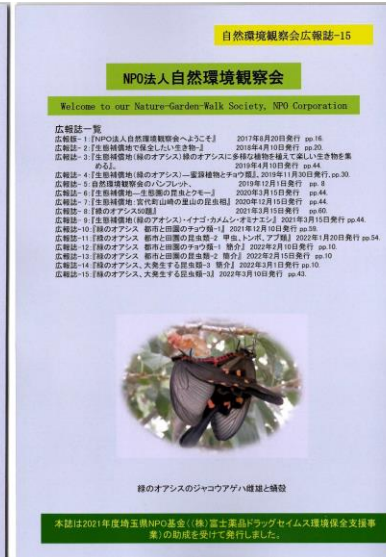 自然環境観察会広報誌-15
NPO法人自然環境観察会
Welcome to our Nature-Garden-Walk Society, NPO Corporation
広報誌一覧
広報誌-1:『NPO法人自然環境観察会へようこそ』 2017年8月20日発行 pp.16.
広報誌-2:『生態補償地で保全したい生き物-』 2018年4月10日発行 pp.20.
広報誌-3:『生態補償地(緑のオアシス)緑のオアシスに多様な植物を植えて楽しい生き物を集
める』。 2019年4月10日発行 pp.44.
広報誌-4:『生態補償地(緑のオアシス)―蜜源植物とチョウ類』、2019年11月30日発行、pp.30.
広報誌-5:自然環境観察会のパンフレット、 2019年12月1日発行 pp. 8
広報誌-6:『生態補償地―生態園の昆虫とクモー』 2020年3月15日発行 pp.44.
広報誌-7:『生態補償地:宮代町山崎の里山の昆虫相』 2020年12月15日発行 pp.44.
広報誌-8:『緑のオアシス50題』 2021年3月15日発行 pp.60.
広報誌-9:『生態補償地(緑のアオシス)・イナゴ・カメムシ・オミナエシ』 2021年8月15日発行 pp.44.
広報誌-10:『緑のオアシス 都市と田園のチョウ類-1』 2021年12月10日発行 pp.58.
広報誌-11:『緑のオアシス 都市と田園の昆虫類-2 甲虫、トンボ、アブ類』 2022年1月20日発行 pp.54.
広報誌-12:『緑のオアシス 都市と田園のチョウ類-1 簡介』 2022年2月10日発行 pp.10.
広報誌-13:『緑のオアシス 都市と田園の昆虫類-2 簡介』 2022年2月15日発行 pp.10
広報誌-14:『緑のオアシス、大発生する昆虫類-3 簡介』 2022年3月1日発行 pp.10.
広報誌-15:『緑のオアシス、大発生する昆虫類-3』 2022年3月10日発行 pp.43.
緑のオアシスのジャコウアゲハ雌雄と蛹殻
本誌は2021年度埼玉県NPO基金((株)富士薬品ドラッグセイムス環境保全支援事
業)の助成を受けて発行しました。